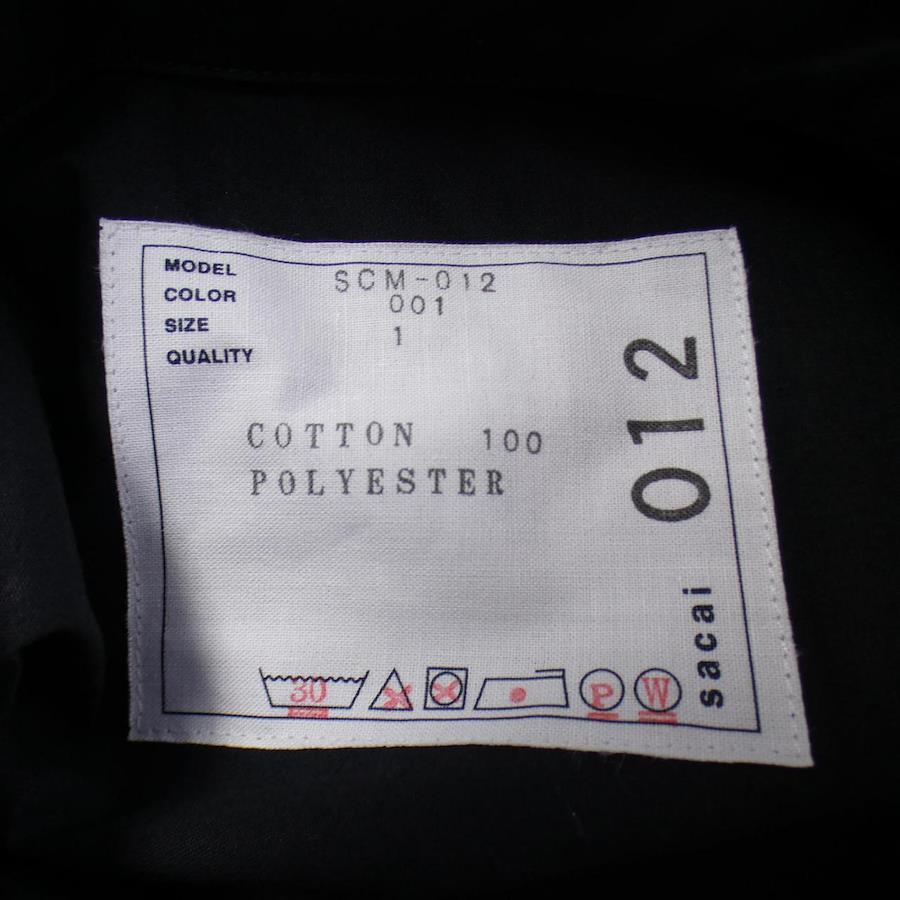 MODEL SCM-012
COLOR 001
SIZE 1
QUALITY
COTTON 100
POLYESTER
30
P
W
012
sacai